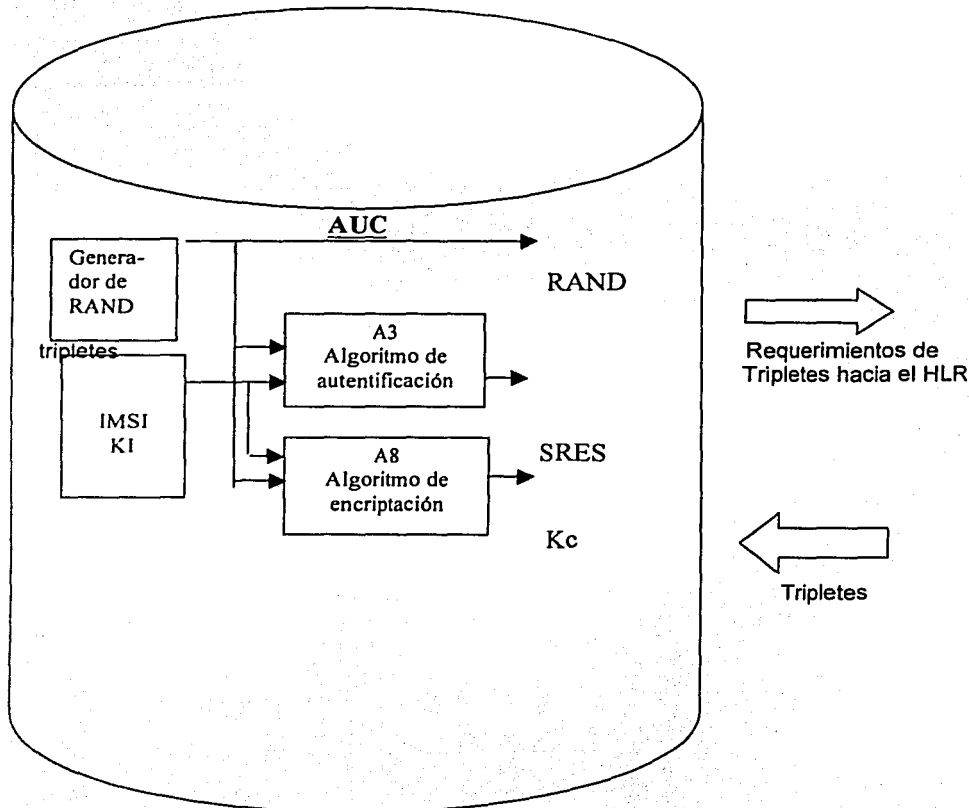 AUC
Genera-
dor de
RAND
RAND
tripletes
A3
Algoritmo de
autentificación
Requerimientos de
Tripletes hacia el HLR
IMSI
KI
A8
Algoritmo de
encriptación
SRES
Kc
Tripletes